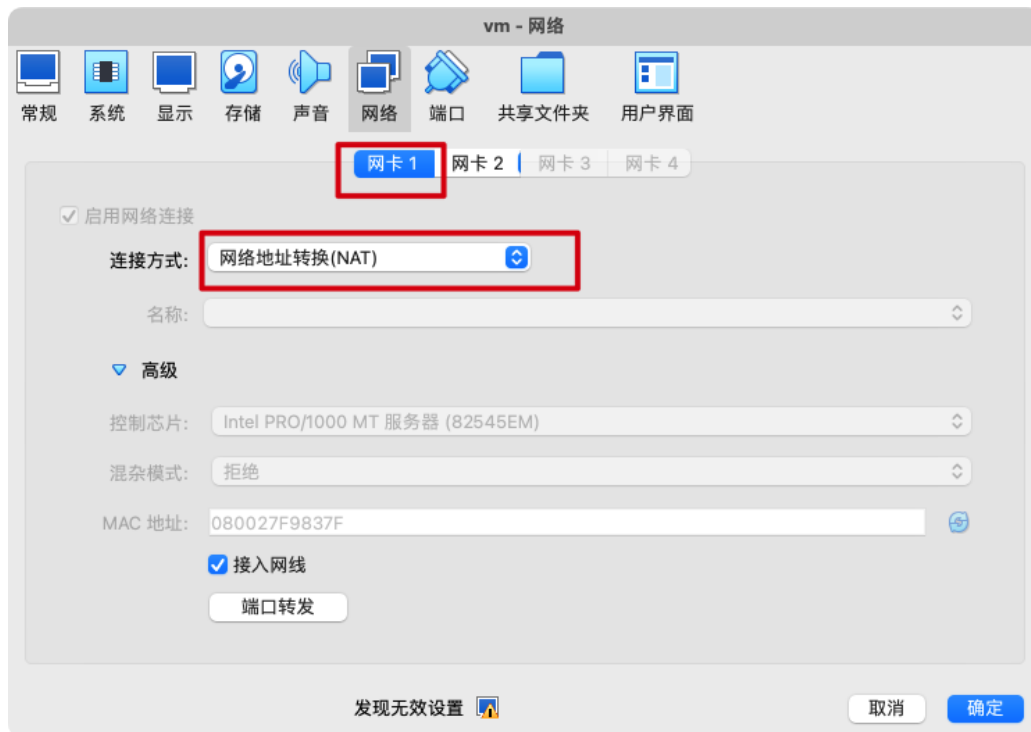 vm - 网络
常规 系统 显示 存储 声音 网络 端口 共享文件夹 用户界面
网卡 1 网卡 2 网卡 3 网卡 4
启用网络连接
连接方式: 网络地址转换(NAT)
名称:
高级
控制芯片: Intel PRO/1000 MT 服务器 (82545EM)
混杂模式: 拒绝
MAC 地址: 080027F9837F
接入网线
端口转发
发现无效设置 取消 确定